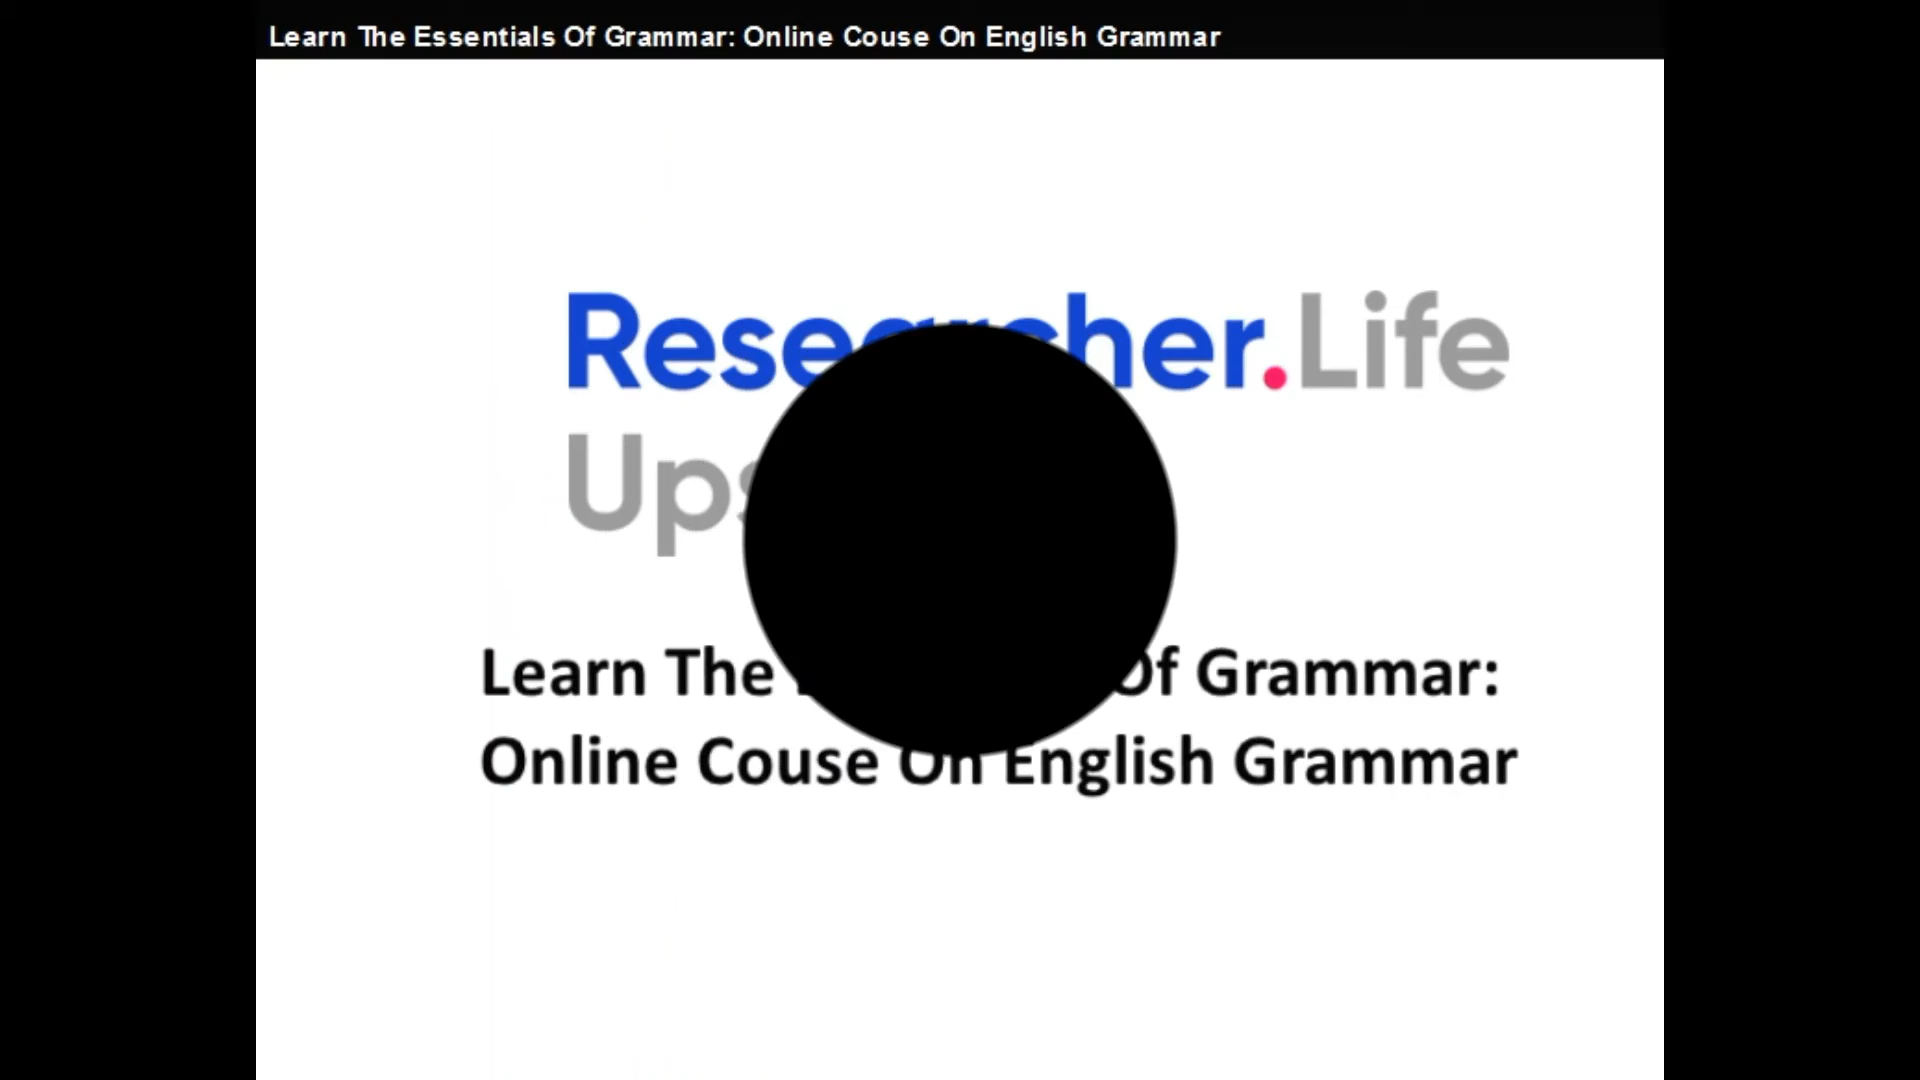 Learn The Essentials Of Grammar: Online Couse On English Grammar
Researcher.Life
Learn The Of Grammar:
Online Couse On English Grammar